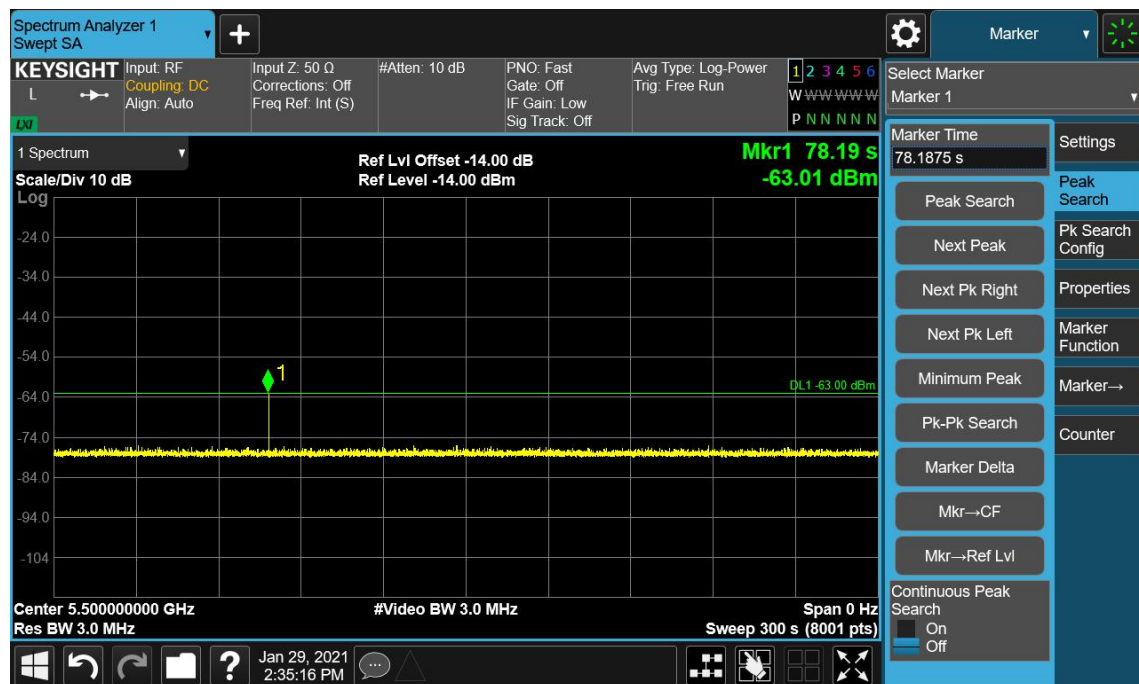 Spectrum Analyzer 1
Swept SA
Marker
KEYSIGHT
L
LXI
Input: RF
Coupling: DC
Align: Auto
Input Z: 50 Ω
Corrections: Off
Freq Ref: Int (S)
#Atten: 10 dB
PNO: Fast
Gate: Off
IF Gain: Low
Sig Track: Off
Avg Type: Log-Power
Trig: Free Run
1 2 3 4 5 6
W W W W W W
P N N N N N
Select Marker
Marker 1
1 Spectrum
Scale/Div 10 dB
Log
Ref Lvl Offset -14.00 dB
Ref Level -14.00 dBm
Mkr1 78.19 s
-63.01 dBm
-24.0
-34.0
-44.0
-54.0
-64.0
-74.0
-84.0
-94.0
-104
1
DL1 -63.00 dBm
Center 5.500000000 GHz
Res BW 3.0 MHz
#Video BW 3.0 MHz
Span 0 Hz
Sweep 300 s (8001 pts)
Marker Time
78.1875 s
Peak Search
Next Peak
Next Pk Right
Next Pk Left
Minimum Peak
Pk-Pk Search
Marker Delta
Mkr→CF
Mkr→Ref Lvl
Continuous Peak
Search
On
Off
Settings
Peak
Search
Pk Search
Config
Properties
Marker
Function
Marker→
Counter
?
Jan 29, 2021
2:35:16 PM